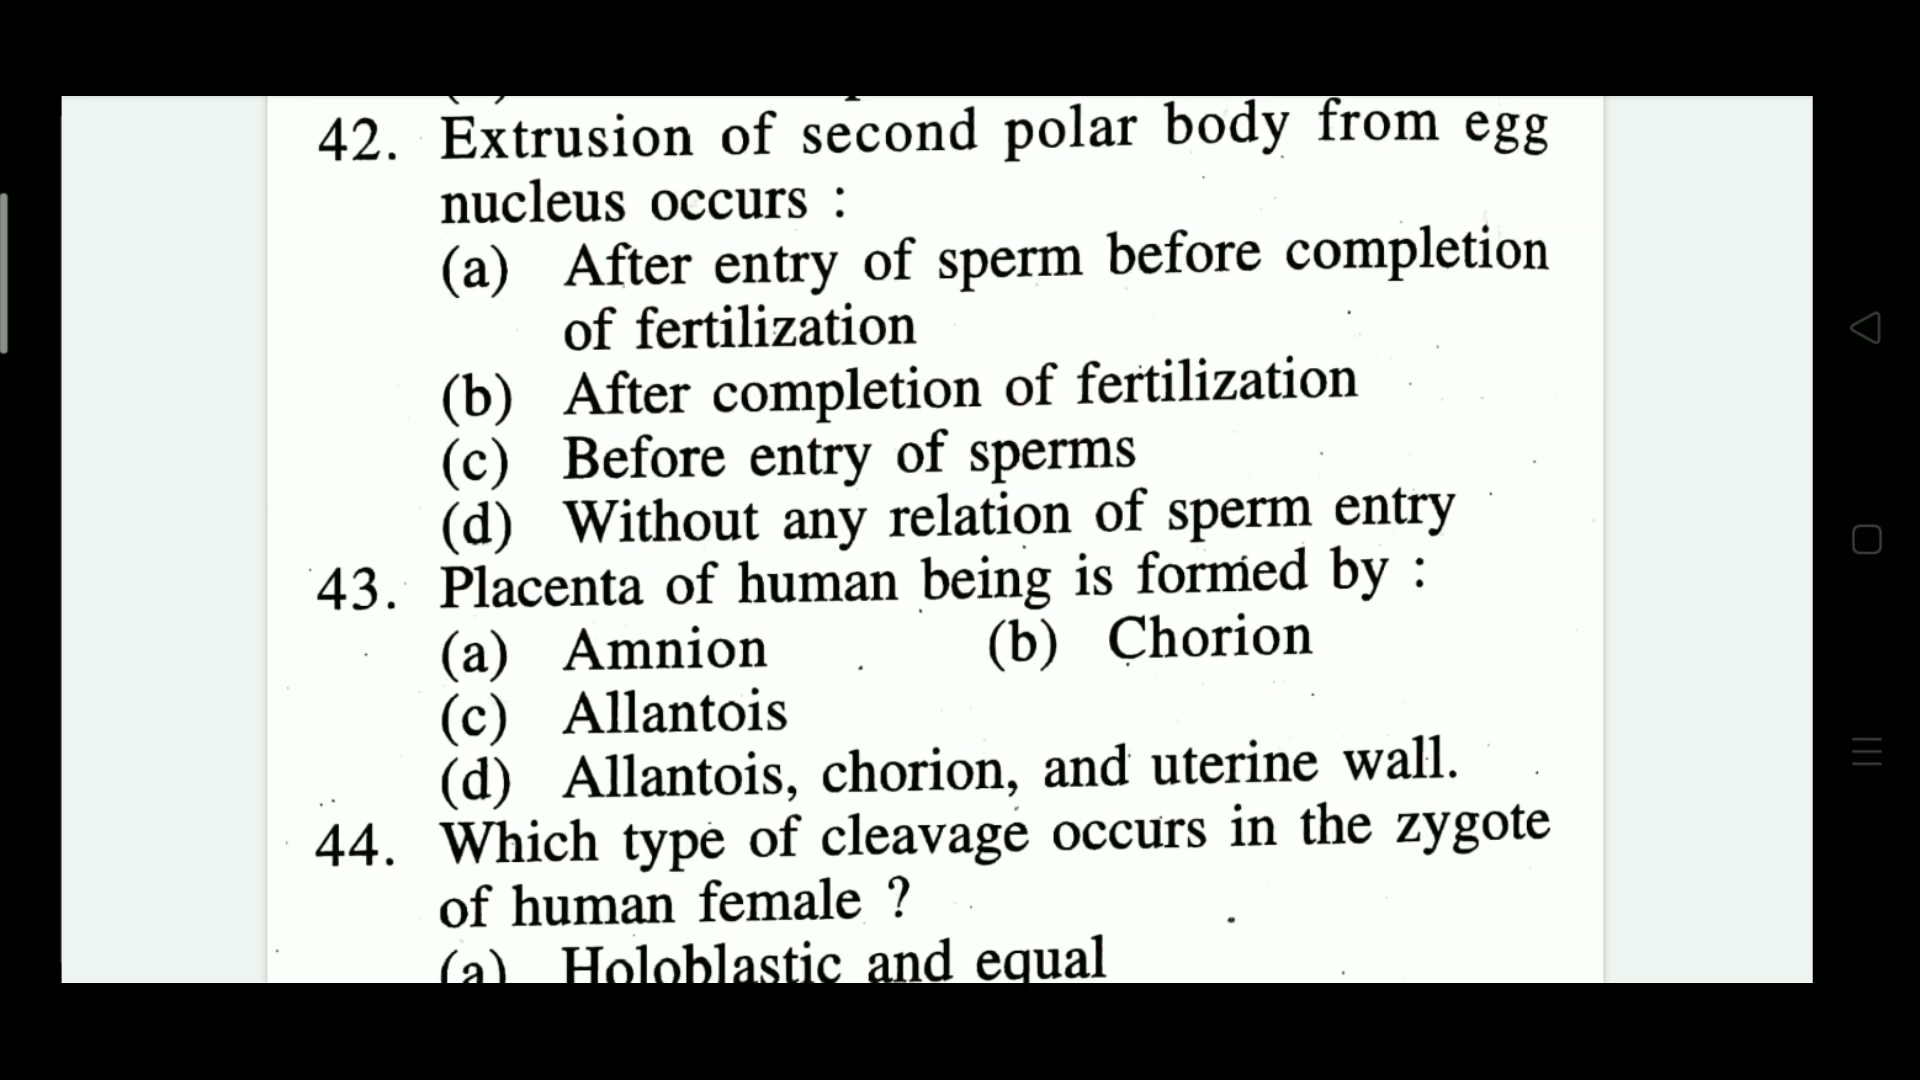 42. Extrusion of second polar body from egg
nucleus occurs :
(a) After entry of sperm before completion
of fertilization
(b) After completion of fertilization
(c) Before entry of sperms
(d) Without any relation of sperm entry
43. Placenta of human being is formed by :
(a) Amnion (b) Chorion
(c) Allantois
(d) Allantois, chorion, and uterine wall.
44. Which type of cleavage occurs in the zygote
of human female ?
(a) Holoblastic and equal